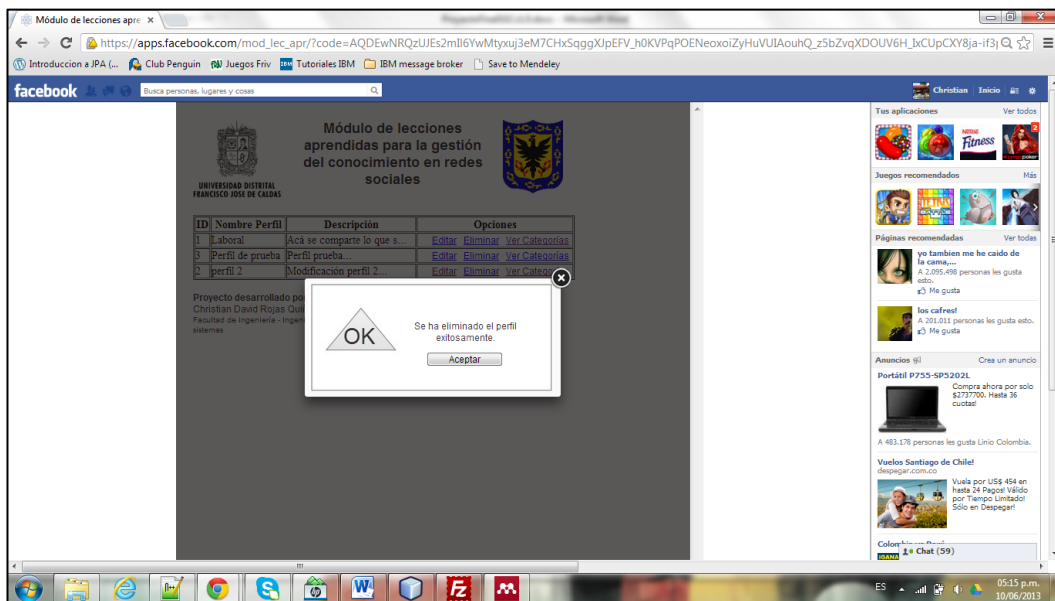 Módulo de lecciones apre
https://apps.facebook.com/mod_lec_apr/?code=AQDEwNRQzUJEs2mIl6YwMtyxuj3eM7CHxSqggXJpEFV_h0KVPqPOENeoxoiZyHuVUIAouhQ_z5bZvqXDOUV6H_IxCUpCXY8ja-if3j
Introduccion a JPA (... Club Penguin Juegos Friv Tutoriales IBM IBM message broker Save to Mendeley
facebook Busca personas, lugares y cosas Christian Inicio
Módulo de lecciones
aprendidas para la gestión
del conocimiento en redes
sociales
UNIVERSIDAD DISTRITAL
FRANCISCO JOSE DE CALDAS
ID Nombre Perfil Descripción Opciones
1 Laboral Acá se comparte lo que s... Editar Eliminar Ver Categorías
3 Perfil de prueba Perfil prueba... Editar Eliminar Ver Categorías
2 perfil 2 Modificación perfil 2... Editar Eliminar Ver
Proyecto desarrollado
Christian David Rojas
Facultad de Ingeniería -
sistemas
OK
Se ha eliminado el perfil
exitosamente.
Aceptar
Tus aplicaciones Ver todos
NESTLE
Fitness
2
poker
Juegos recomendados Más
TETRIS
Páginas recomendadas Ver todas
yo tambien me he caido de
la cama,...
A 2.095.498 personas les gusta
esto.
Me gusta
los cafres!
A 201.011 personas les gusta esto.
Me gusta
Anuncios Crea un anuncio
Portátil P755-SP5202L
Compra ahora por solo
$2737700. Hasta 36
cuotas!
A 483.178 personas les gusta Linio Colombia.
Vuelos Santiago de Chile!
despegar.com.co
Vuela por US$ 454 en
hasta 24 Pagos! Válido
por Tiempo Limitado!
Sólo en Despegar!
Chat (59)
ES 05:15 p.m.
10/06/2013